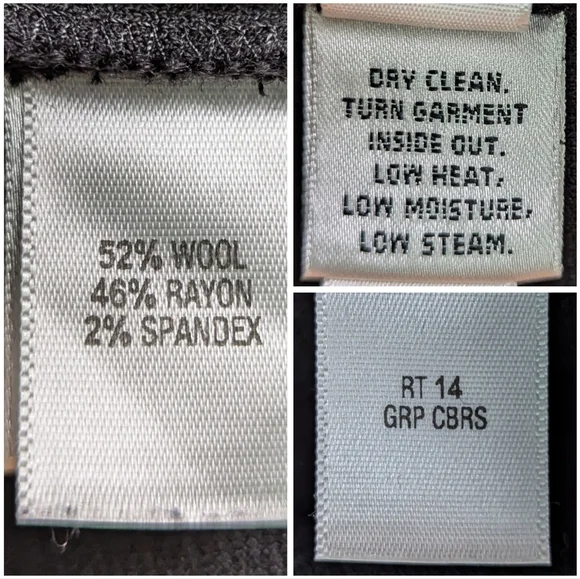 52% WOOL
46% RAYON
2% SPANDEX
DRY CLEAN.
TURN GARMENT
INSIDE OUT.
LOW HEAT,
LOW MOISTURE,
LOW STEAM.
RT 14
GRP CBRS